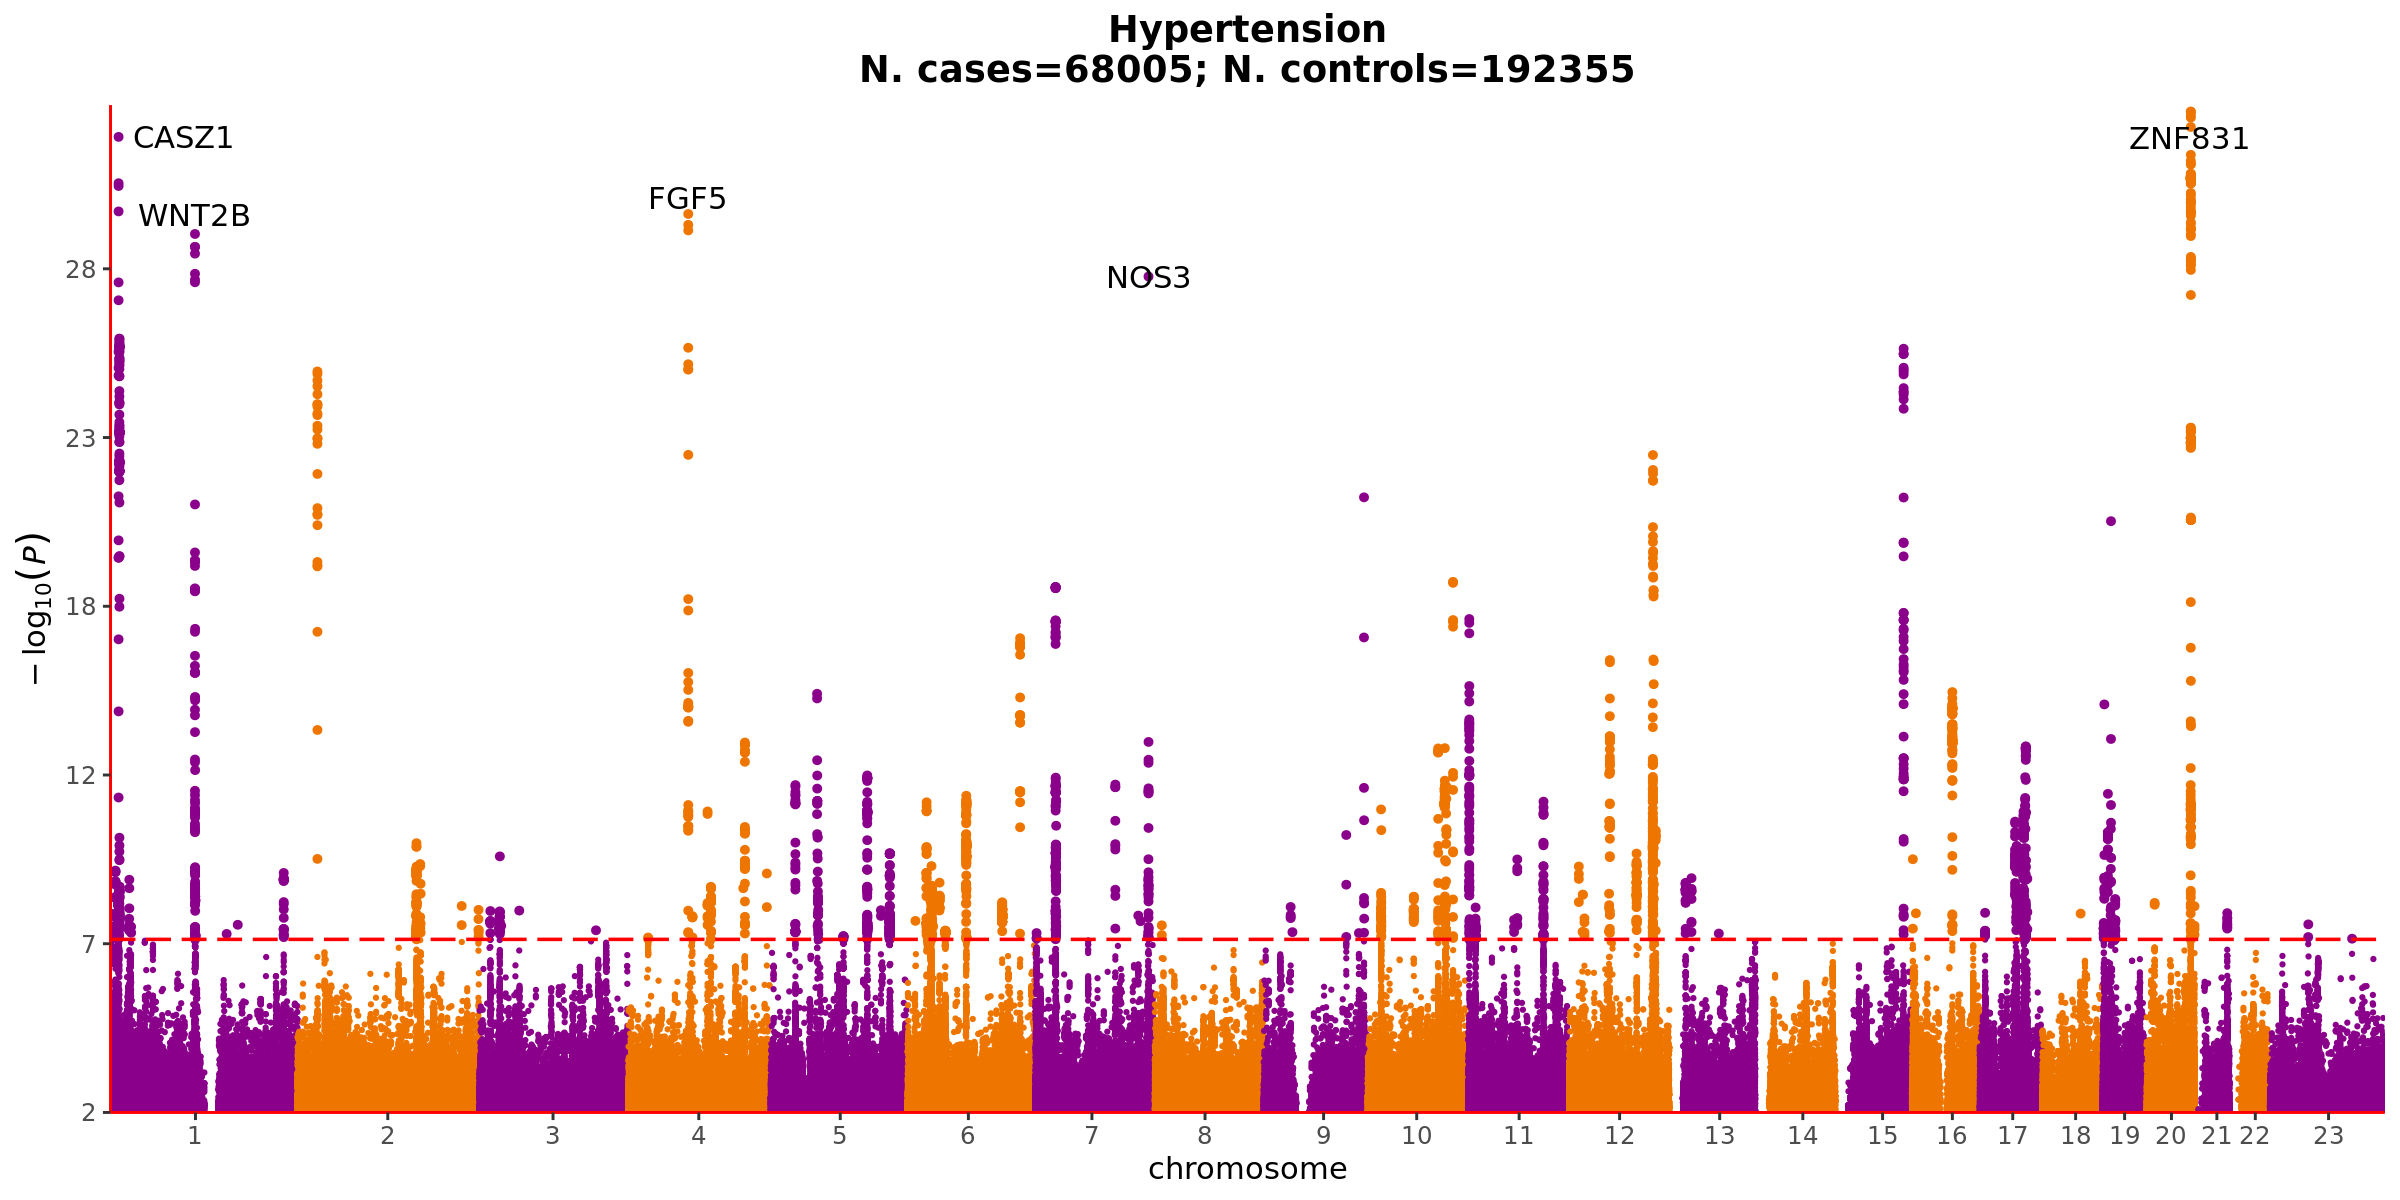 Hypertension
N. cases=68005; N. controls=192355
CASZ1
ZNF831
WNT2B
FGF5
NOS3
28
23
18
12
7
2
−log10(P)
1 2 3 4 5 6 7 8 9 10 11 12 13 14 15 16 17 18 19 20 21 22 23
chromosome